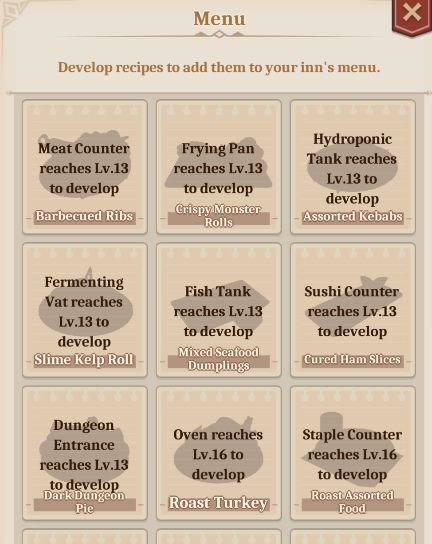 Menu
Develop recipes to add them to your inn's menu.
Meat Counter
reaches Lv.13
to develop
Barbecued Ribs
Frying Pan
reaches Lv.13
to develop
Crispy Monster
Rolls
Hydroponic
Tank reaches
Lv.13 to
develop
Assorted Kebabs
Fermenting
Vat reaches
Lv.13 to
develop
Slime Kelp Roll
Fish Tank
reaches Lv.13
to develop
Mixed Seafood
Dumplings
Sushi Counter
reaches Lv.13
to develop
Cured Ham Slices
Dungeon
Entrance
reaches Lv.13
to develop
Dark Dungeon
Pie
Oven reaches
Lv.16 to
develop
Roast Turkey
Staple Counter
reaches Lv.16
to develop
Roast Assorted
Food